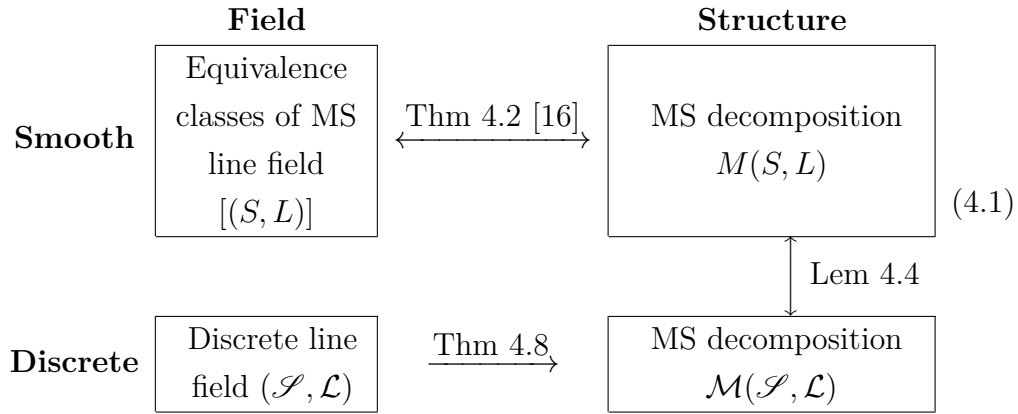 Field Structure
Equivalence
classes of MS
line field
[(S, L)]
Smooth
Thm 4.2 [16]
MS decomposition
M(S, L)
(4.1)
Lem 4.4
Discrete
Discrete line
field (𝒮, ℒ)
Thm 4.8
MS decomposition
ℳ(𝒮, ℒ)